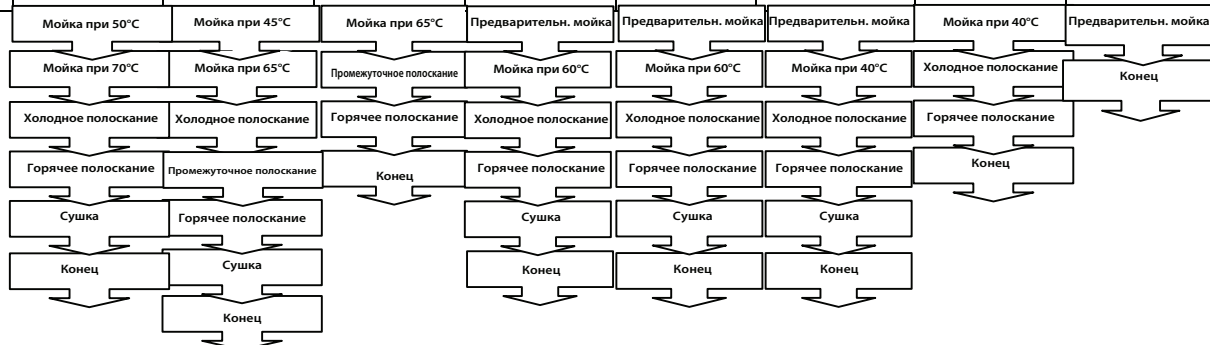 Мойка при 50°C
Мойка при 70°C
Холодное полоскание
Горячее полоскание
Сушка
Конец
Мойка при 45°C
Мойка при 65°C
Холодное полоскание
Промежуточное полоскание
Горячее полоскание
Сушка
Конец
Мойка при 65°C
Промежуточное полоскание
Горячее полоскание
Конец
Предварительн. мойка
Мойка при 60°C
Холодное полоскание
Горячее полоскание
Сушка
Конец
Предварительн. мойка
Мойка при 60°C
Холодное полоскание
Горячее полоскание
Сушка
Конец
Предварительн. мойка
Мойка при 40°C
Холодное полоскание
Горячее полоскание
Сушка
Конец
Мойка при 40°C
Холодное полоскание
Горячее полоскание
Конец
Предварительн. мойка
Конец